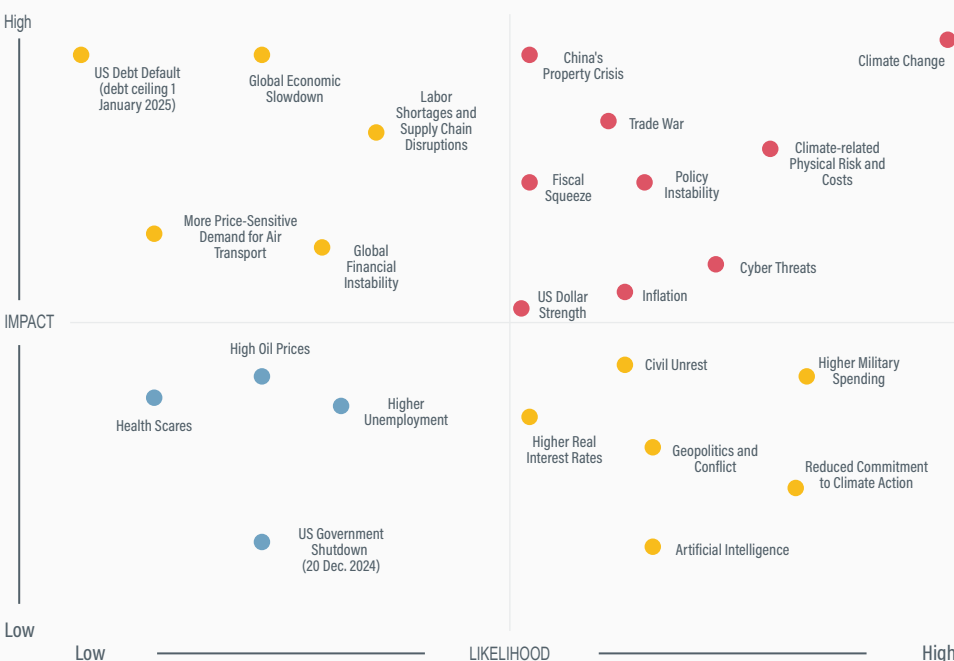 High
US Debt Default
(debt ceiling 1
January 2025)
Global Economic
Slowdown
Labor
Shortages and
Supply Chain
Disruptions
China's
Property Crisis
Climate Change
Trade War
Climate-related
Physical Risk and
Costs
Fiscal
Squeeze
Policy
Instability
More Price-Sensitive
Demand for Air
Transport
Global
Financial
Instability
Cyber Threats
US Dollar
Strength
Inflation
IMPACT
High Oil Prices
Health Scares
Higher
Unemployment
Civil Unrest
Higher Military
Spending
Higher Real
Interest Rates
Geopolitics and
Conflict
Reduced Commitment
to Climate Action
US Government
Shutdown
(20 Dec. 2024)
Artificial Intelligence
Low
Low
LIKELIHOOD
High